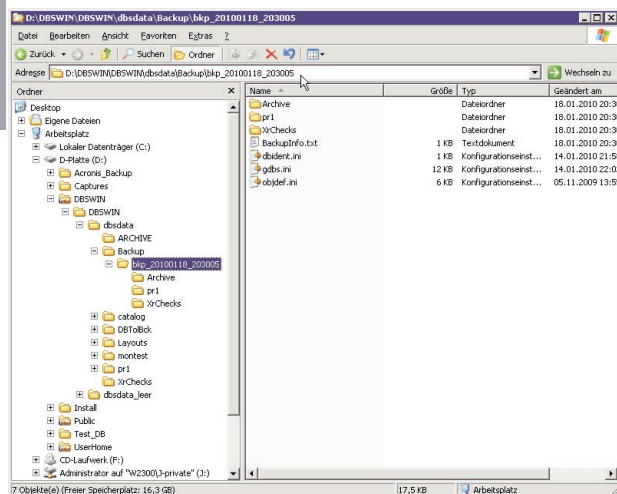 D:\DBSWIN\DBSWIN\dbsdata\Backup\bkp_20100118_203005
Datei Bearbeiten Ansicht Favoriten Extras ?
Zurück Suchen Ordner
Adresse D:\DBSWIN\DBSWIN\dbsdata\Backup\bkp_20100118_203005 Wechseln zu
Ordner x
Desktop
Eigene Dateien
Arbeitsplatz
Lokaler Datenträger (C:)
D-Platte (D:)
Acronis_Backup
Captures
DBSWIN
DBSWIN
dbsdata
ARCHIVE
Backup
bkp_20100118_203005
Archive
pr1
XrChecks
catalog
DBTolBck
Layouts
montest
pr1
XrChecks
dbsdata_leer
Install
Public
Test_DB
UserHome
CD-Laufwerk (F:)
Administrator auf "W2300\J-private" (J:)
Name Größe Typ Geändert am
Archive Dateiordner 18.01.2010 20:3
pr1 Dateiordner 18.01.2010 20:3
XrChecks Dateiordner 18.01.2010 20:3
BackupInfo.txt 1 KB Textdokument 18.01.2010 20:3
dbident.ini 1 KB Konfigurationseinst... 14.01.2010 21:5
gdbs.ini 12 KB Konfigurationseinst... 14.01.2010 22:0
objdef.ini 6 KB Konfigurationseinst... 05.11.2009 13:5
7 Objekte(e) (Freier Speicherplatz: 16,3 GB) 17,5 KB Arbeitsplatz